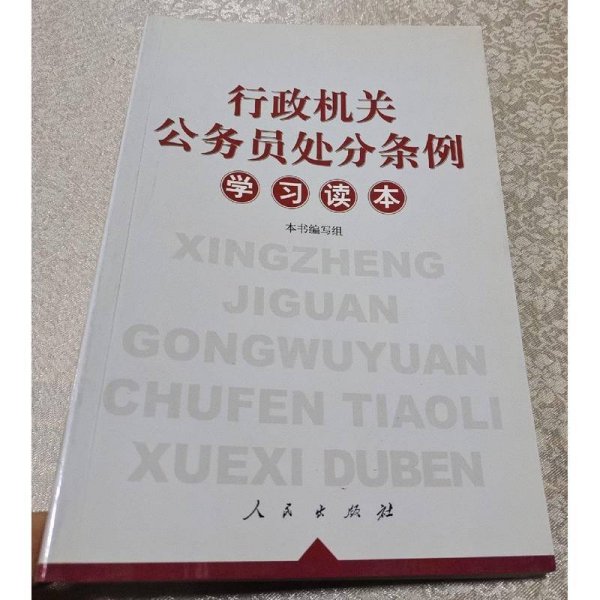 行政机关
公务员处分条例
学习读本
本书编写组
XINGZHENG
JIGUAN
GONGWUYUAN
CHUFEN TIAOLI
XUEXI DUBEN
人民出版社